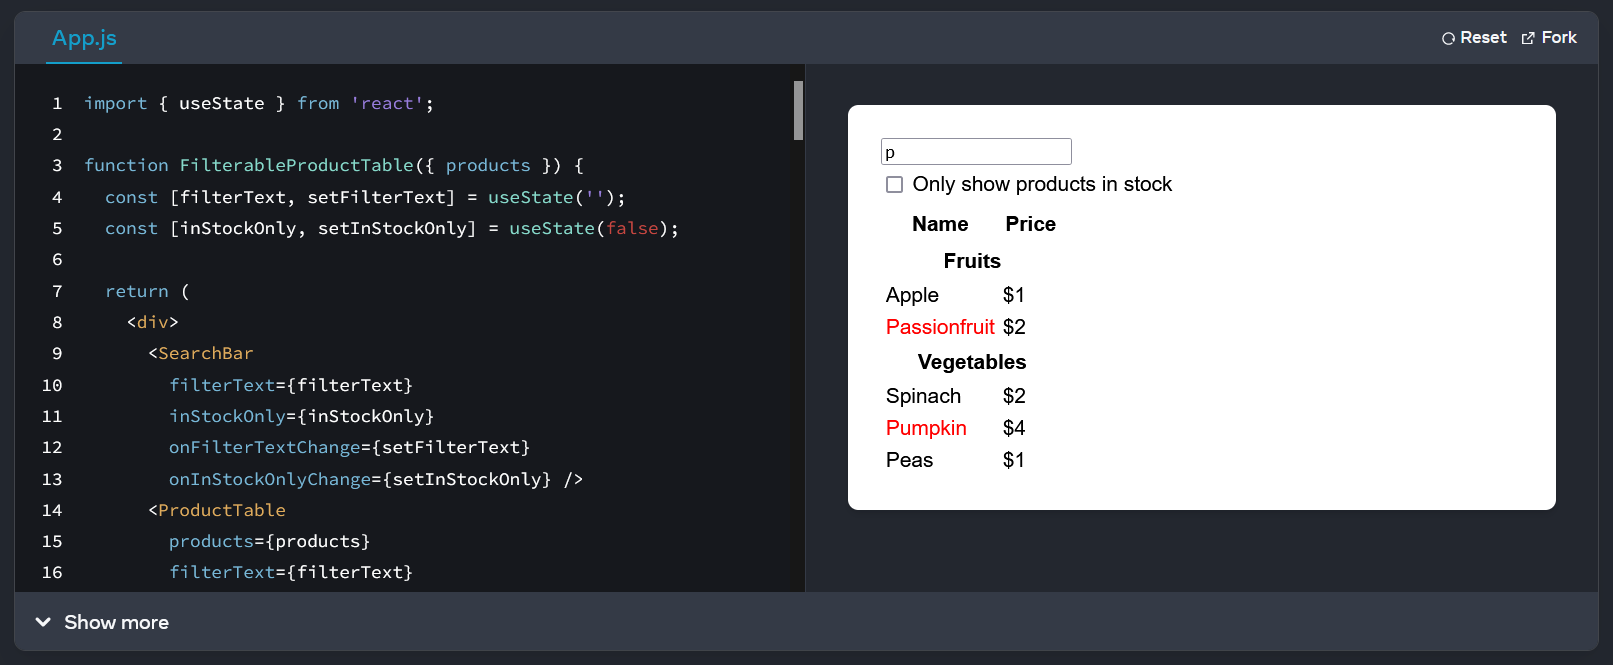 App.js
Reset Fork
1 import { useState } from 'react';
2
3 function FilterableProductTable({ products }) {
4 const [filterText, setFilterText] = useState('');
5 const [inStockOnly, setInStockOnly] = useState(false);
6
7 return (
8 <div>
9 <SearchBar
10 filterText={filterText}
11 inStockOnly={inStockOnly}
12 onFilterTextChange={setFilterText}
13 onInStockOnlyChange={setInStockOnly} />
14 <ProductTable
15 products={products}
16 filterText={filterText}
Show more
p
Only show products in stock
Name Price
Fruits
Apple $1
Passionfruit $2
Vegetables
Spinach $2
Pumpkin $4
Peas $1